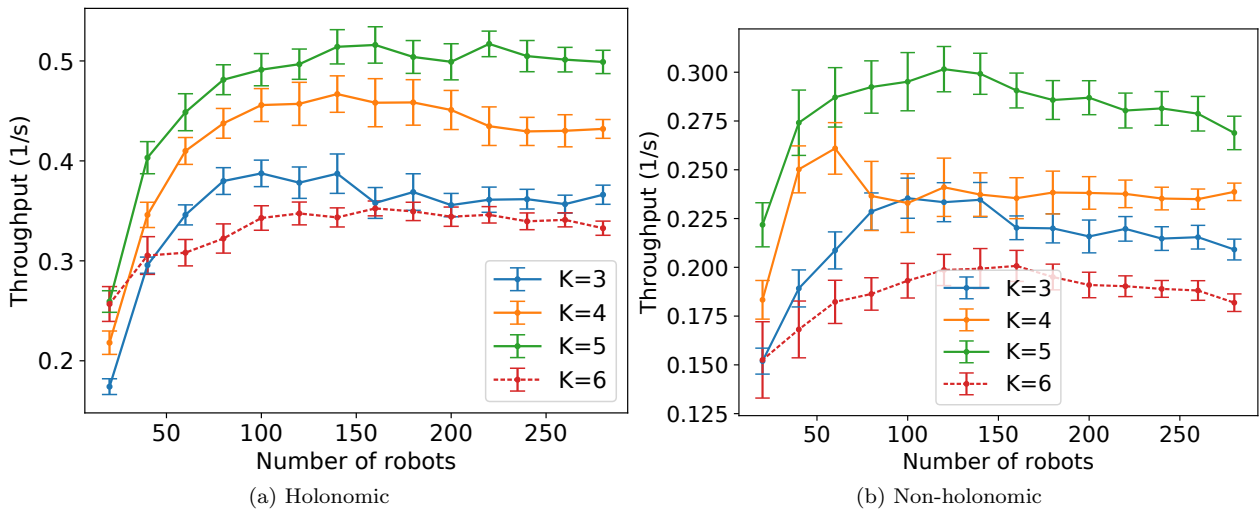 0.5
0.4
0.3
0.2
Throughput (1/s)
50
100
150
200
250
Number of robots
K=3
K=4
K=5
K=6
(a) Holonomic
0.300
0.275
0.250
0.225
0.200
0.175
0.150
0.125
Throughput (1/s)
50
100
150
200
250
Number of robots
K=3
K=4
K=5
K=6
(b) Non-holonomic